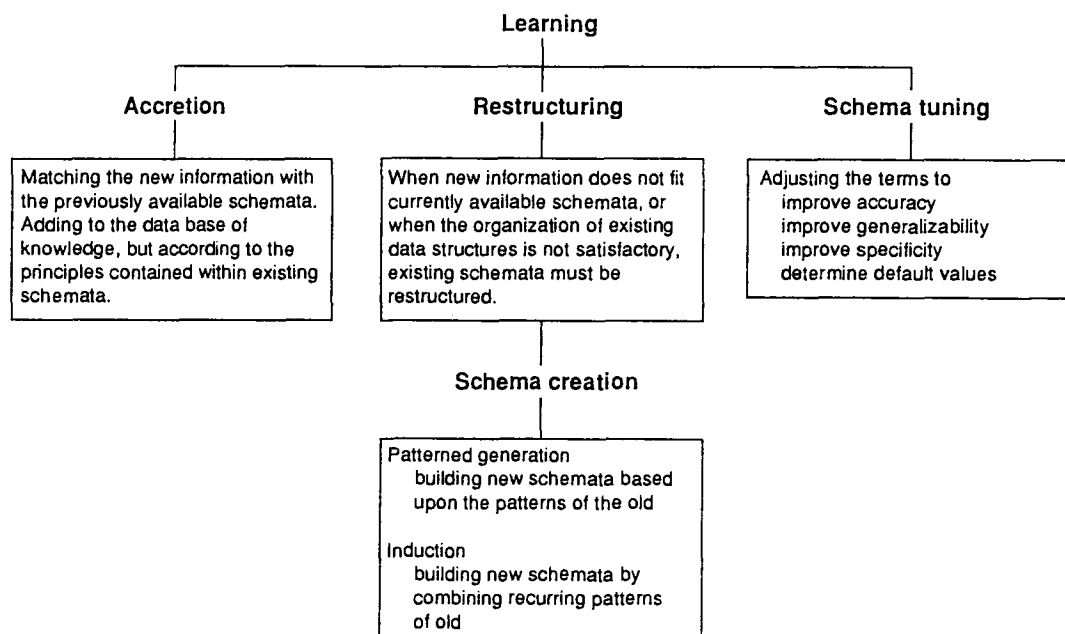 Learning
Accretion
Restructuring
Schema tuning
Matching the new information with
the previously available schemata.
Adding to the data base of
knowledge, but according to the
principles contained within existing
schemata.
When new information does not fit
currently available schemata, or
when the organization of existing
data structures is not satisfactory,
existing schemata must be
restructured.
Adjusting the terms to
improve accuracy
improve generalizability
improve specificity
determine default values
Schema creation
Patterned generation
building new schemata based
upon the patterns of the old
Induction
building new schemata by
combining recurring patterns
of old